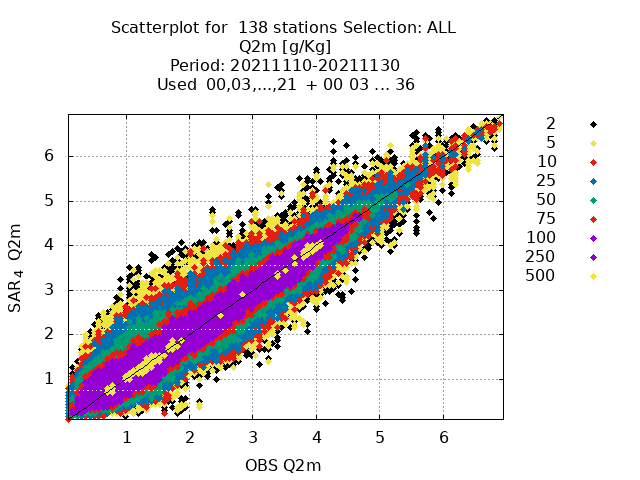 Scatterplot for  138 stations Selection: ALL
Q2m [g/Kg]
Period: 20211110-20211130
Used  00,03,...,21  + 00 03 ... 36
2
5
10
25
50
75
100
250
500
6
5
4
3
2
1
SAR4  Q2m
1 2 3 4 5 6
OBS Q2m